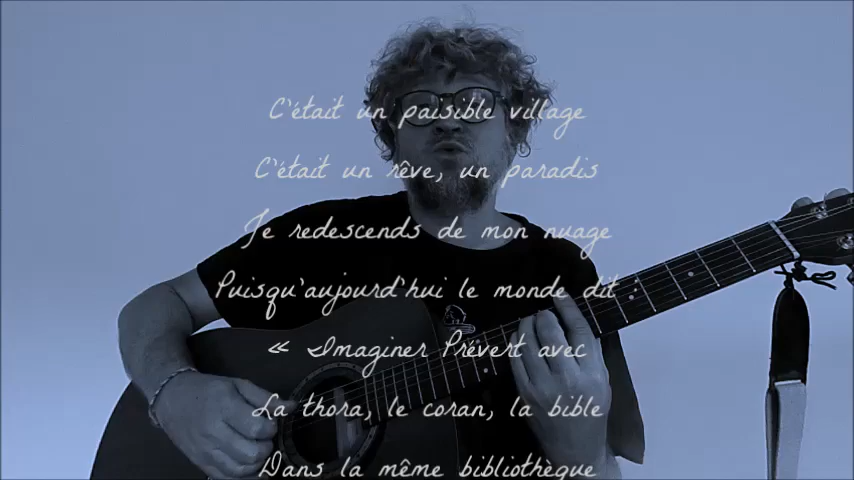 C'était un paisible village
C'était un rêve, un paradis
Je redescends de mon nuage
Puisqu'aujourd'hui le monde dit
« Imaginer Prévert avec
La thora, le coran, la bible
Dans la même bibliothèque